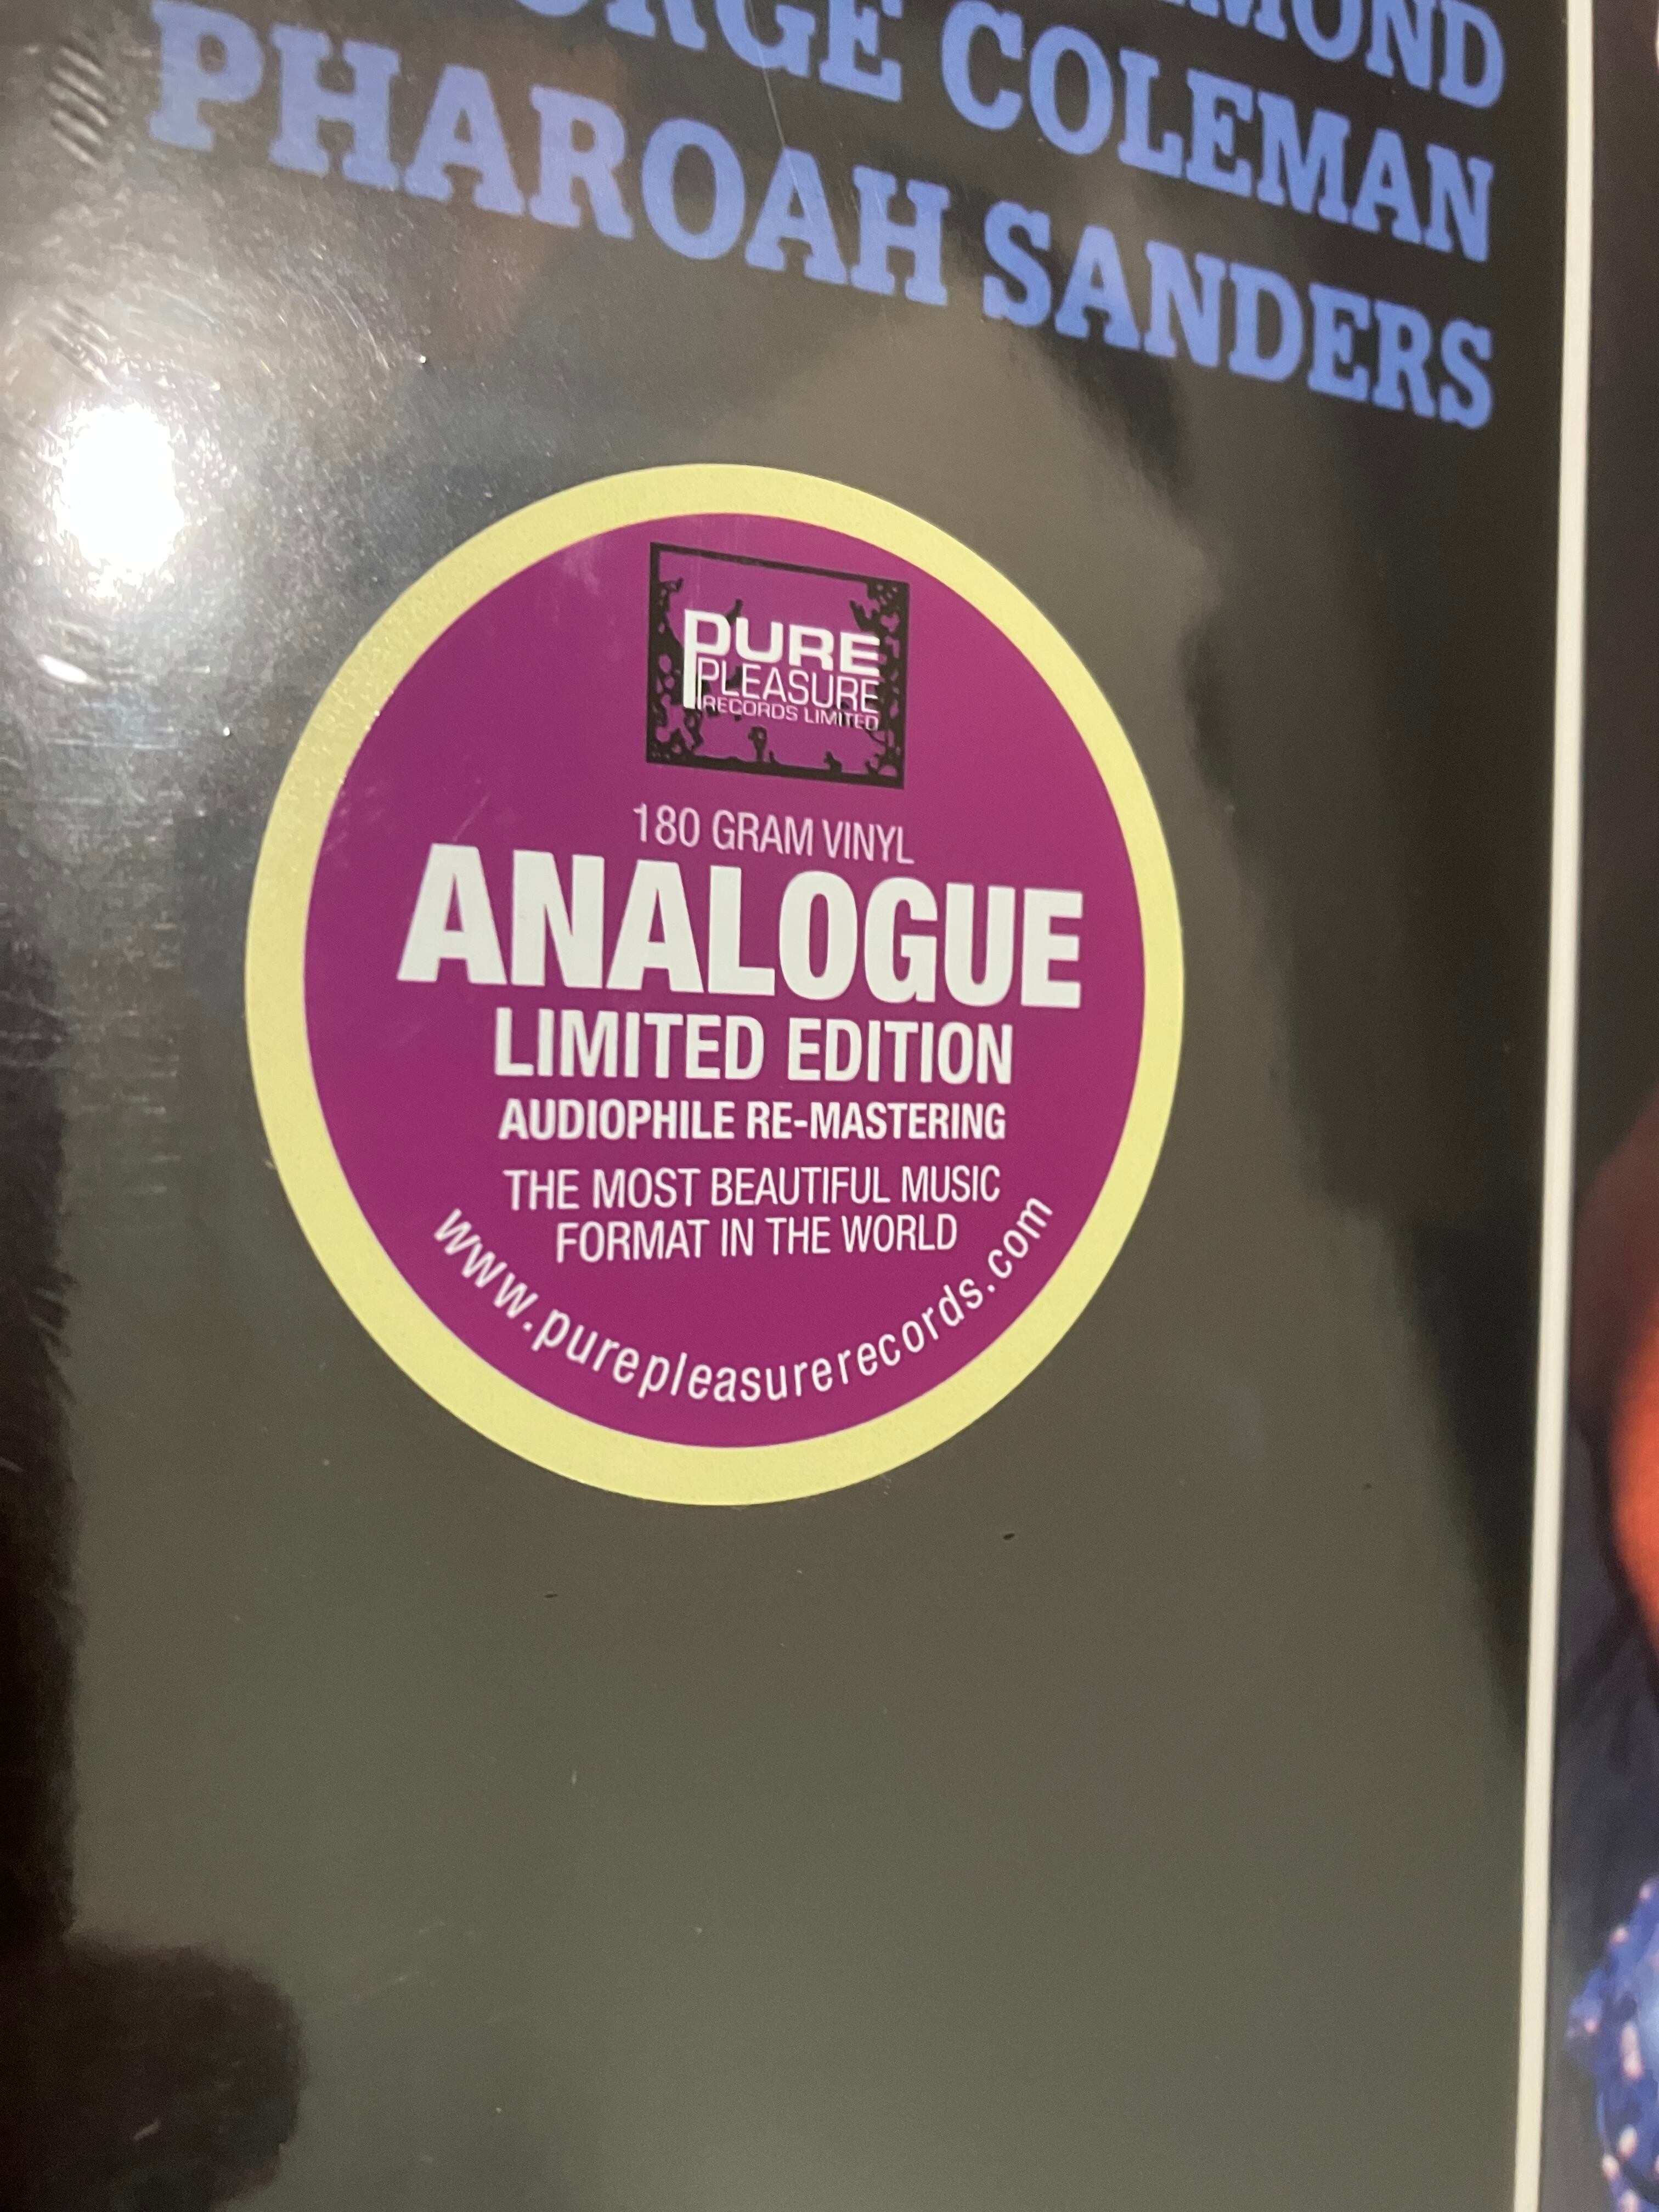 COLEMAN
PHAROAH SANDERS
PURE
PLEASURE
RECORDS LIMITED
180 GRAM VINYL
ANALOGUE
LIMITED EDITION
AUDIOPHILE RE-MASTERING
THE MOST BEAUTIFUL MUSIC
FORMAT IN THE WORLD
www.purepleasurerecords.com